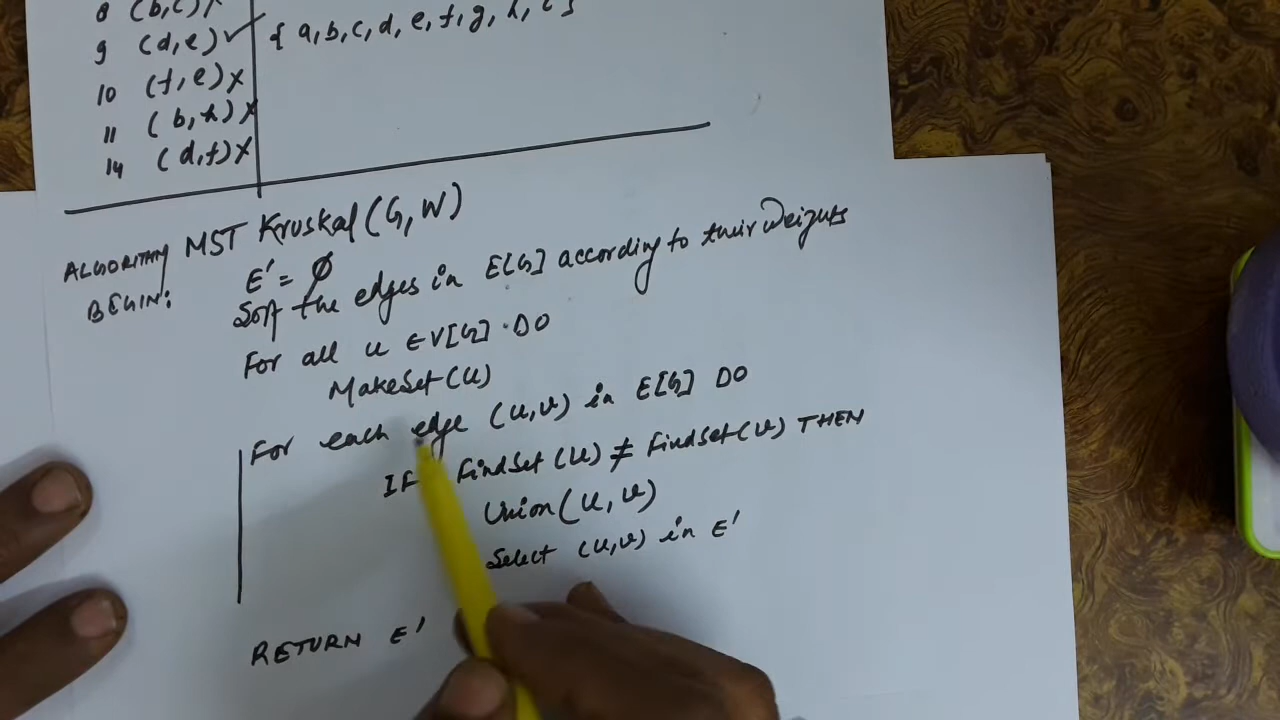 8 (b,c) x
9 (d,e) ✓ { a, b, c, d, e, f, g, h, i }
10 (f,e) x
11 (b,h) x
14 (d,f) x
ALGORITHM MST Kruskal (G, W)
BEGIN: E' = ∅
Sort the edges in E[G] according to their Weights
For all u ∈ V[G] · DO
MakeSet (u)
For each edge (u,v) in E[G] DO
IF FindSet (u) ≠ FindSet (v) THEN
Union (u, v)
Select (u,v) in E'
RETURN E'